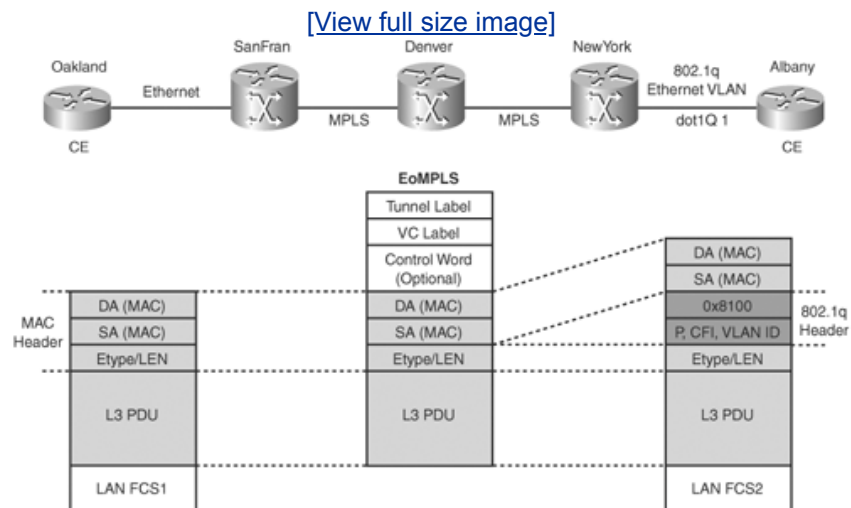 [View full size image]
SanFran
Denver
NewYork
Oakland
Ethernet
802.1q
Ethernet VLAN
Albany
MPLS
MPLS
dot1Q 1
CE
CE
EoMPLS
Tunnel Label
VC Label
Control Word
(Optional)
DA (MAC)
SA (MAC)
MAC
Header
DA (MAC)
SA (MAC)
Etype/LEN
DA (MAC)
SA (MAC)
Etype/LEN
0x8100
P, CFI, VLAN ID
Etype/LEN
802.1q
Header
L3 PDU
L3 PDU
L3 PDU
LAN FCS1
LAN FCS2